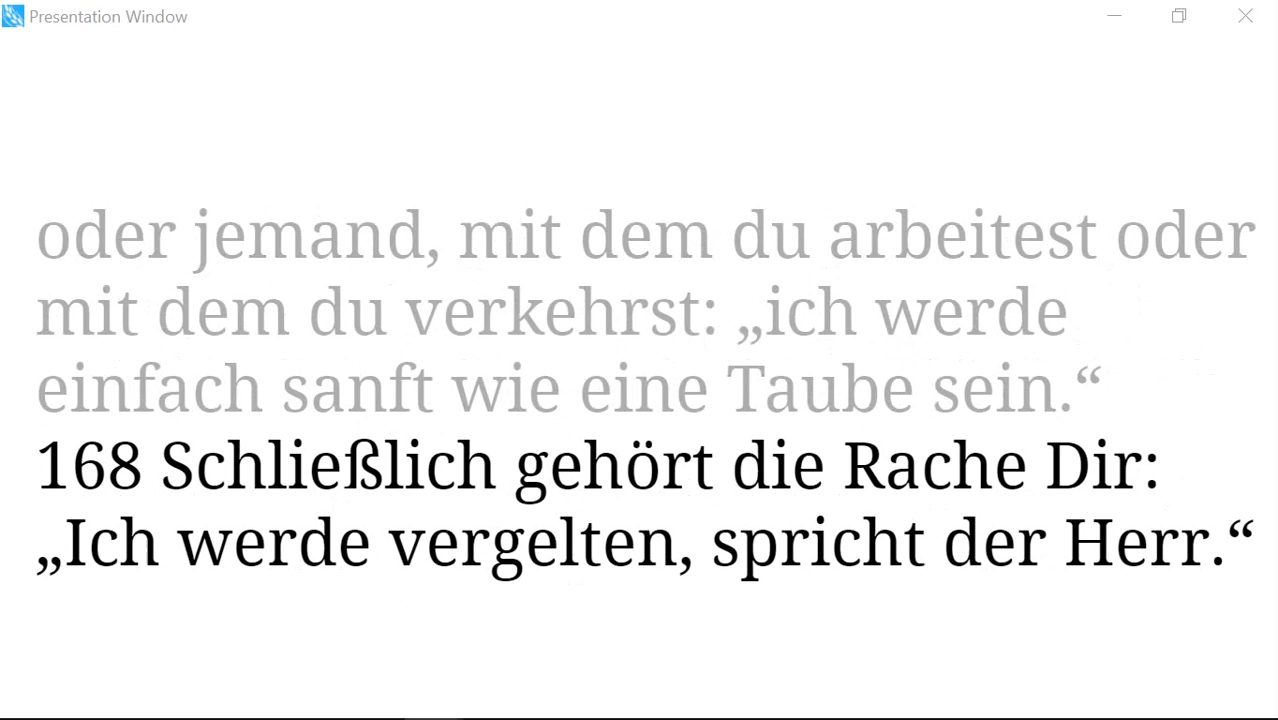 Presentation Window
oder jemand, mit dem du arbeitest oder
mit dem du verkehrst: „ich werde
einfach sanft wie eine Taube sein.“
168 Schließlich gehört die Rache Dir:
„Ich werde vergelten, spricht der Herr.“